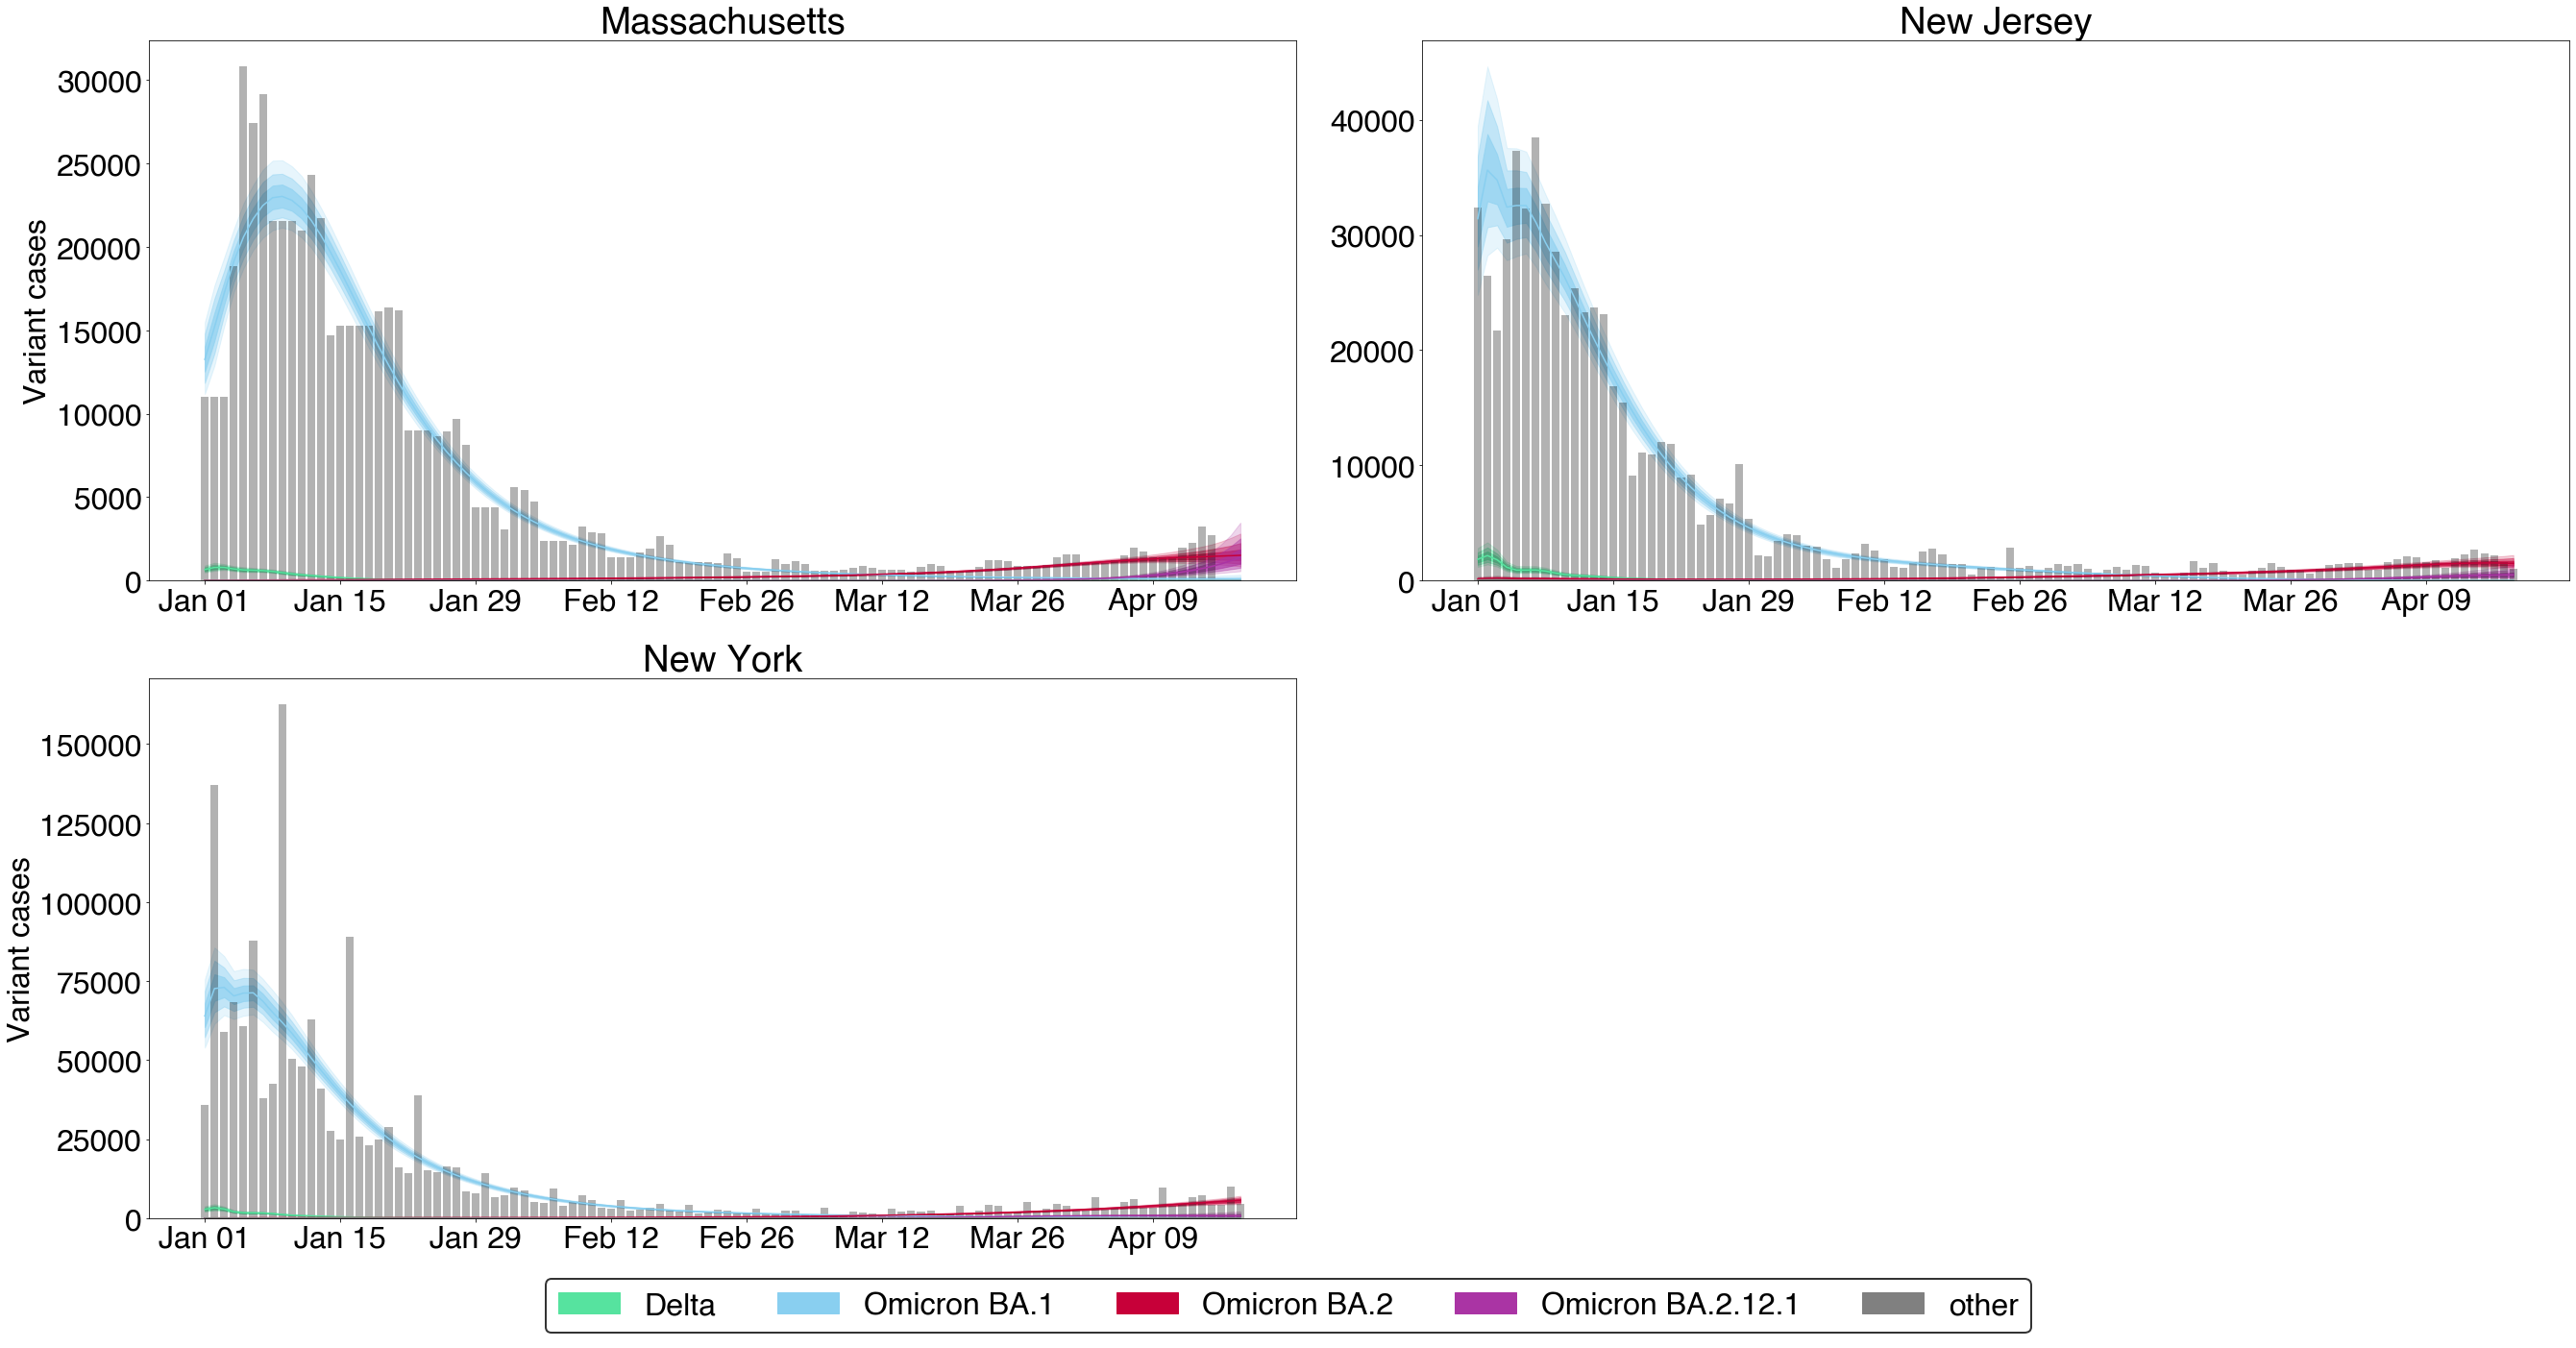 Massachusetts
Variant cases
30000
25000
20000
15000
10000
5000
0
Jan 01 Jan 15 Jan 29 Feb 12 Feb 26 Mar 12 Mar 26 Apr 09
New Jersey
40000
30000
20000
10000
0
Jan 01 Jan 15 Jan 29 Feb 12 Feb 26 Mar 12 Mar 26 Apr 09
New York
Variant cases
150000
125000
100000
75000
50000
25000
0
Jan 01 Jan 15 Jan 29 Feb 12 Feb 26 Mar 12 Mar 26 Apr 09
Delta Omicron BA.1 Omicron BA.2 Omicron BA.2.12.1 other